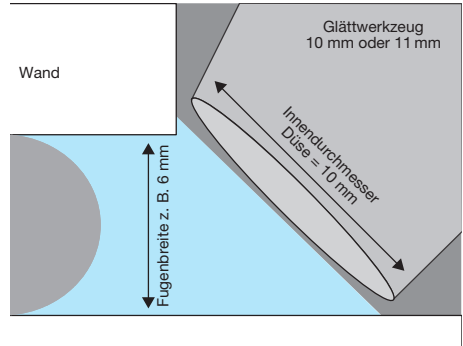 Glättwerkzeug
10 mm oder 11 mm
Wand
Innendurchmesser
Düse = 10 mm
Fugenbreite z. B. 6 mm